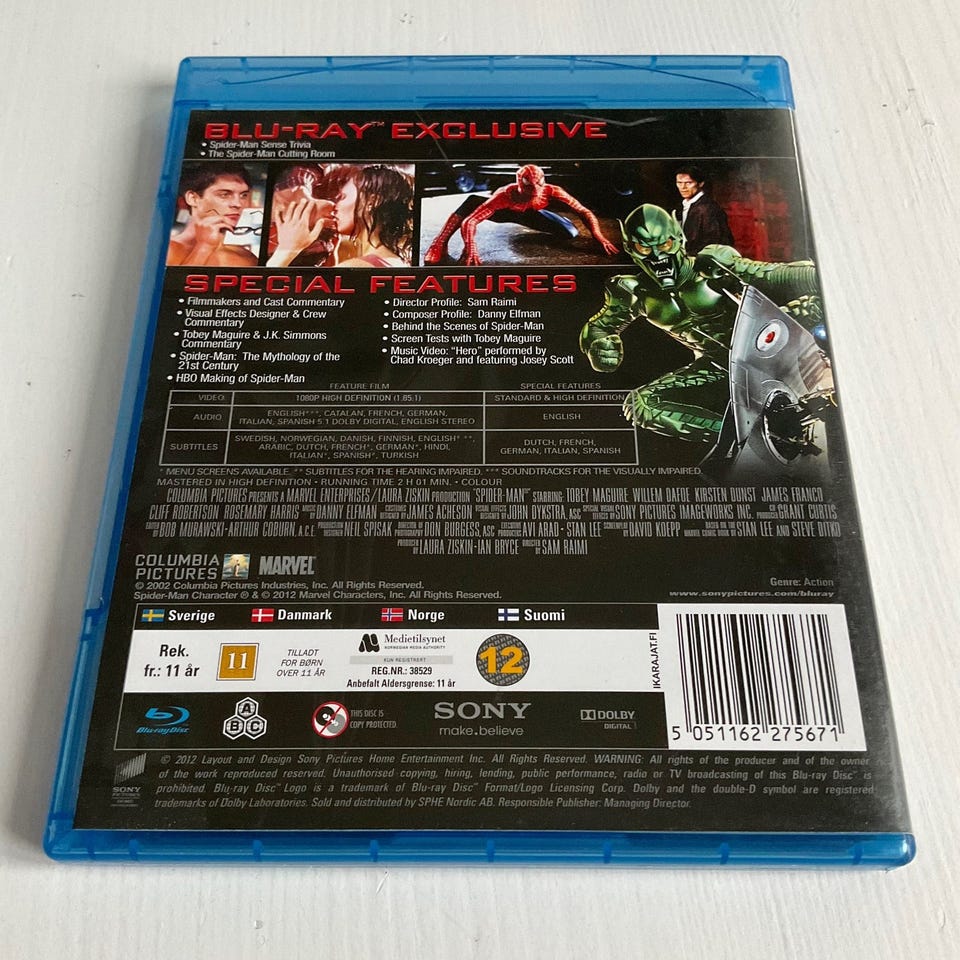 BLU-RAY™ EXCLUSIVE
• Spider-Man Sense Trivia
• The Spider-Man Cutting Room
SPECIAL FEATURES
• Filmmakers and Cast Commentary
• Visual Effects Designer & Crew
Commentary
• Tobey Maguire & J.K. Simmons
Commentary
• Spider-Man: The Mythology of the
21st Century
• HBO Making of Spider-Man
• Director Profile: Sam Raimi
• Composer Profile: Danny Elfman
• Behind the Scenes of Spider-Man
• Screen Tests with Tobey Maguire
• Music Video: “Hero” performed by
Chad Kroeger and featuring Josey Scott
FEATURE FILM SPECIAL FEATURES
VIDEO 1080P HIGH DEFINITION (1.85:1) STANDARD & HIGH DEFINITION
AUDIO ENGLISH***, CATALAN, FRENCH, GERMAN,
ITALIAN, SPANISH 5.1 DOLBY DIGITAL, ENGLISH STEREO
ENGLISH
SUBTITLES SWEDISH, NORWEGIAN, DANISH, FINNISH, ENGLISH* **,
ARABIC, DUTCH, FRENCH*, GERMAN*, HINDI,
ITALIAN*, SPANISH*, TURKISH
DUTCH, FRENCH,
GERMAN, ITALIAN, SPANISH
* MENU SCREENS AVAILABLE. ** SUBTITLES FOR THE HEARING IMPAIRED. *** SOUNDTRACKS FOR THE VISUALLY IMPAIRED.
MASTERED IN HIGH DEFINITION • RUNNING TIME 2 H 01 MIN. • COLOUR
COLUMBIA PICTURES PRESENTS A MARVEL ENTERPRISES/LAURA ZISKIN PRODUCTION "SPIDER-MAN" STARRING TOBEY MAGUIRE WILLEM DAFOE KIRSTEN DUNST JAMES FRANCO
CLIFF ROBERTSON ROSEMARY HARRIS MUSIC BY DANNY ELFMAN COSTUMES DESIGNED BY JAMES ACHESON VISUAL EFFECTS DESIGNED BY JOHN DYKSTRA, ASC SPECIAL VISUAL EFFECTS BY SONY PICTURES IMAGEWORKS INC. CO-PRODUCED BY GRANT CURTIS
EDITED BY BOB MURAWSKI • ARTHUR COBURN, A.C.E. PRODUCTION DESIGNER NEIL SPISAK DIRECTOR OF PHOTOGRAPHY DON BURGESS, ASC EXECUTIVE PRODUCERS AVI ARAD • STAN LEE SCREENPLAY BY DAVID KOEPP BASED ON THE MARVEL COMIC BOOK BY STAN LEE AND STEVE DITKO
PRODUCED BY LAURA ZISKIN • IAN BRYCE DIRECTED BY SAM RAIMI
COLUMBIA
PICTURES
MARVEL
© 2002 Columbia Pictures Industries, Inc. All Rights Reserved.
Spider-Man Character ® & © 2012 Marvel Characters, Inc. All Rights Reserved.
Genre: Action
www.sonypictures.com/bluray
Sverige Danmark Norge Suomi
Rek.
fr.: 11 år
11
TILLADT
FOR BØRN
OVER 11 ÅR
Medietilsynet
NORWEGIAN MEDIA AUTHORITY
KUN REGISTRERT
REG.NR.: 38529
Anbefalt Aldersgrense: 11 år
12
IKARAJAT.FI
5 051162 275671
Blu-ray Disc
A
B C
THIS DISC IS
COPY PROTECTED.
SONY
make.believe
DOLBY
DIGITAL
SONY
PICTURES
© 2012 Layout and Design Sony Pictures Home Entertainment Inc. All Rights Reserved. WARNING: All rights of the producer and of the owner
of the work reproduced reserved. Unauthorised copying, hiring, lending, public performance, radio or TV broadcasting of this Blu-ray Disc™ is
prohibited. Blu-ray Disc™ Logo is a trademark of Blu-ray Disc™ Format/Logo Licensing Corp. Dolby and the double-D symbol are registered
trademarks of Dolby Laboratories. Sold and distributed by SPHE Nordic AB. Responsible Publisher: Managing Director.